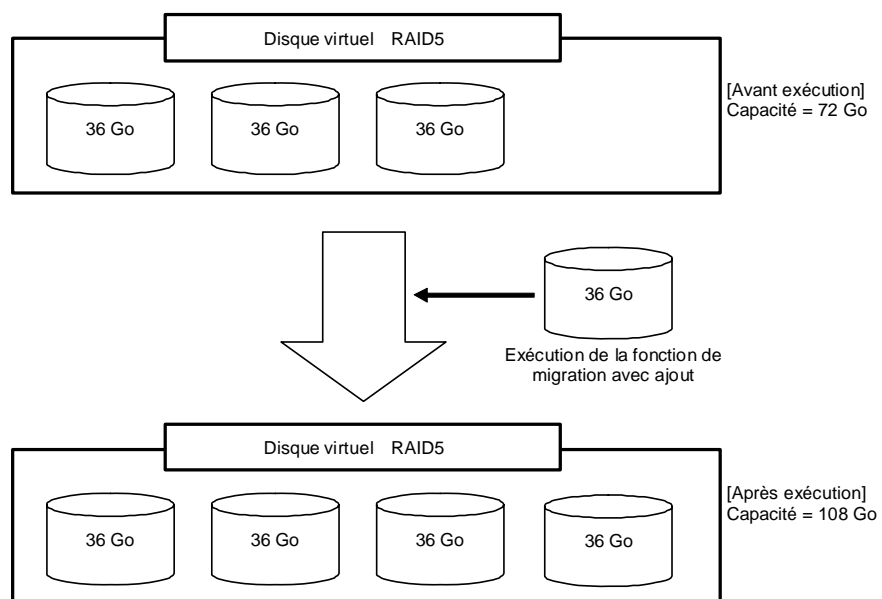 Disque virtuel RAID5
[Avant exécution]
Capacité = 72 Go
36 Go
36 Go
36 Go
36 Go
Exécution de la fonction de
migration avec ajout
Disque virtuel RAID5
[Après exécution]
Capacité = 108 Go
36 Go
36 Go
36 Go
36 Go